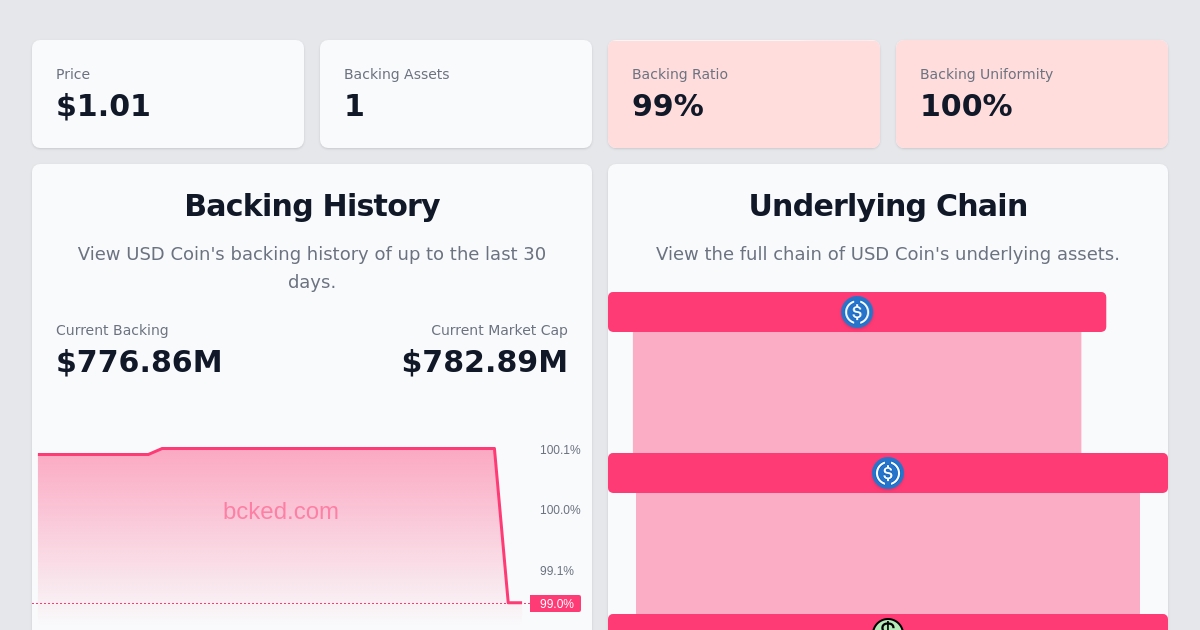 Price
$1.01
Backing Assets
1
Backing Ratio
99%
Backing Uniformity
100%
Backing History
View USD Coin's backing history of up to the last 30
days.
Current Backing
$776.86M
Current Market Cap
$782.89M
100.1%
bcked.com
100.0%
99.1%
99.0%
Underlying Chain
View the full chain of USD Coin's underlying assets.